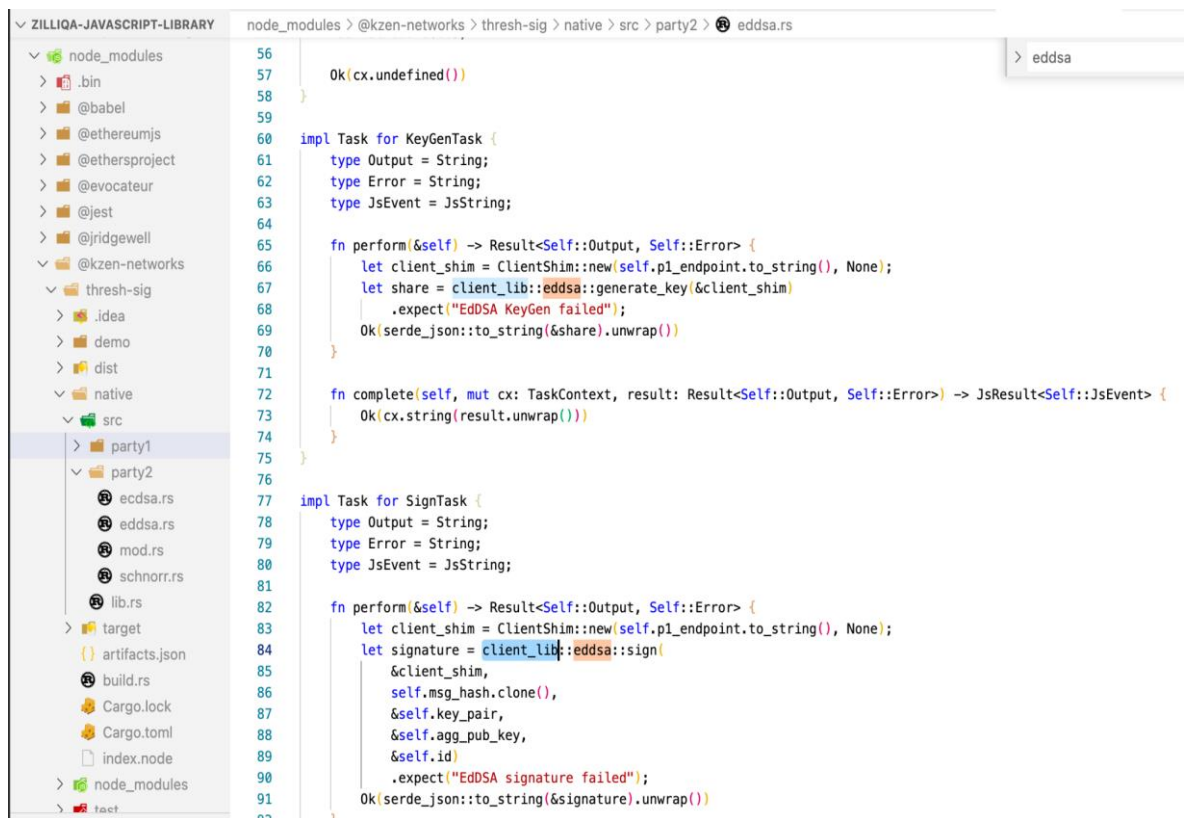 ZILLIQA-JAVASCRIPT-LIBRARY
node_modules
.bin
@babel
@ethereumjs
@ethersproject
@evocateur
@jest
@jridgewell
@kzen-networks
thresh-sig
.idea
demo
dist
native
src
party1
party2
ecdsa.rs
eddsa.rs
mod.rs
schnorr.rs
lib.rs
target
{} artifacts.json
build.rs
Cargo.lock
Cargo.toml
index.node
node_modules
test
node_modules > @kzen-networks > thresh-sig > native > src > party2 > eddsa.rs
> eddsa
56
57 Ok(cx.undefined())
58 }
59
60 impl Task for KeyGenTask {
61 type Output = String;
62 type Error = String;
63 type JsEvent = JsString;
64
65 fn perform(&self) -> Result<Self::Output, Self::Error> {
66 let client_shim = ClientShim::new(self.p1_endpoint.to_string(), None);
67 let share = client_lib::eddsa::generate_key(&client_shim)
68 .expect("EdDSA KeyGen failed");
69 Ok(serde_json::to_string(&share).unwrap())
70 }
71
72 fn complete(self, mut cx: TaskContext, result: Result<Self::Output, Self::Error>) -> JsResult<Self::JsEvent> {
73 Ok(cx.string(result.unwrap()))
74 }
75 }
76
77 impl Task for SignTask {
78 type Output = String;
79 type Error = String;
80 type JsEvent = JsString;
81
82 fn perform(&self) -> Result<Self::Output, Self::Error> {
83 let client_shim = ClientShim::new(self.p1_endpoint.to_string(), None);
84 let signature = client_lib::eddsa::sign(
85 &client_shim,
86 self.msg_hash.clone(),
87 &self.key_pair,
88 &self.agg_pub_key,
89 &self.id)
90 .expect("EdDSA signature failed");
91 Ok(serde_json::to_string(&signature).unwrap())